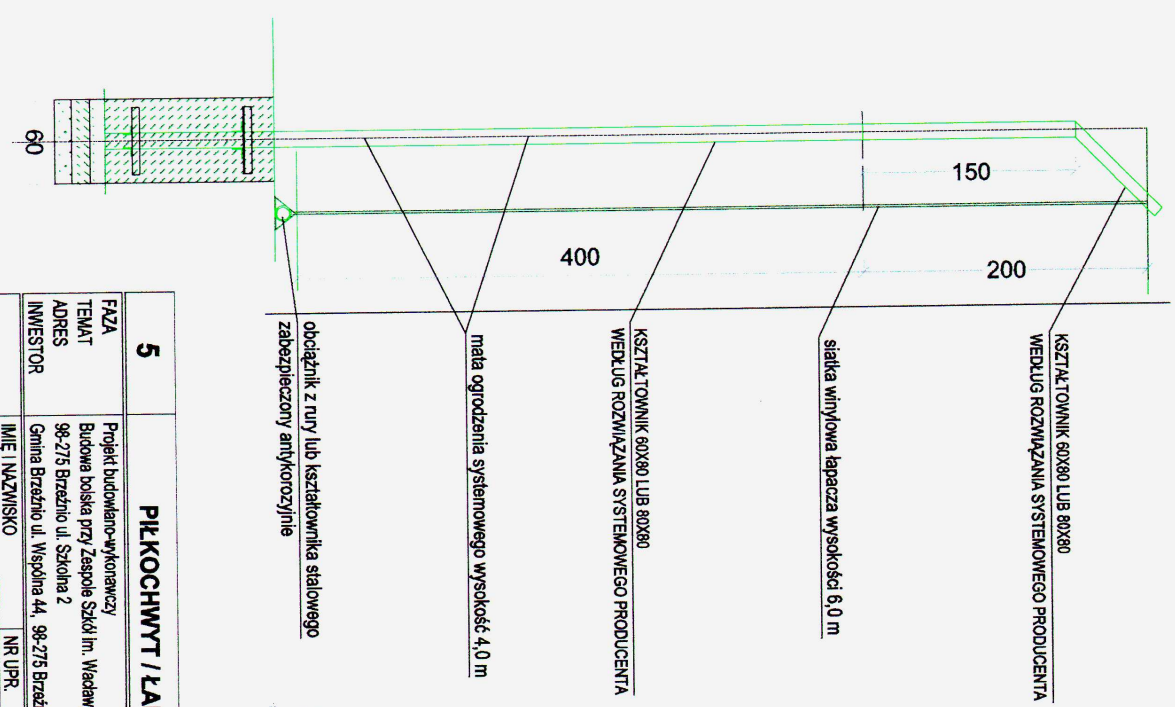 60
150
400
200
KSZTAŁTOWNIK 60X80 LUB 80X80
WEDŁUG ROZWIĄZANIA SYSTEMOWEGO PRODUCENTA
siatka winylowa łapacza wysokości 6,0 m
KSZTAŁTOWNIK 60X80 LUB 80X80
WEDŁUG ROZWIĄZANIA SYSTEMOWEGO PRODUCENTA
mata ogrodzenia systemowego wysokość 4,0 m
obciążnik z rury lub kształtownika stalowego
zabezpieczony antykorozyjnie
5 PIŁKOCHWYT / ŁA
FAZA Projekt budowlano-wykonawczy
TEMAT Budowa boiska przy Zespole Szkół im. Wacław
ADRES 98-275 Brzeźnio ul. Szkolna 2
INWESTOR Gmina Brzeźnio ul. Wspólna 44, 98-275 Brzeź
IMIĘ I NAZWISKO NR UPR.